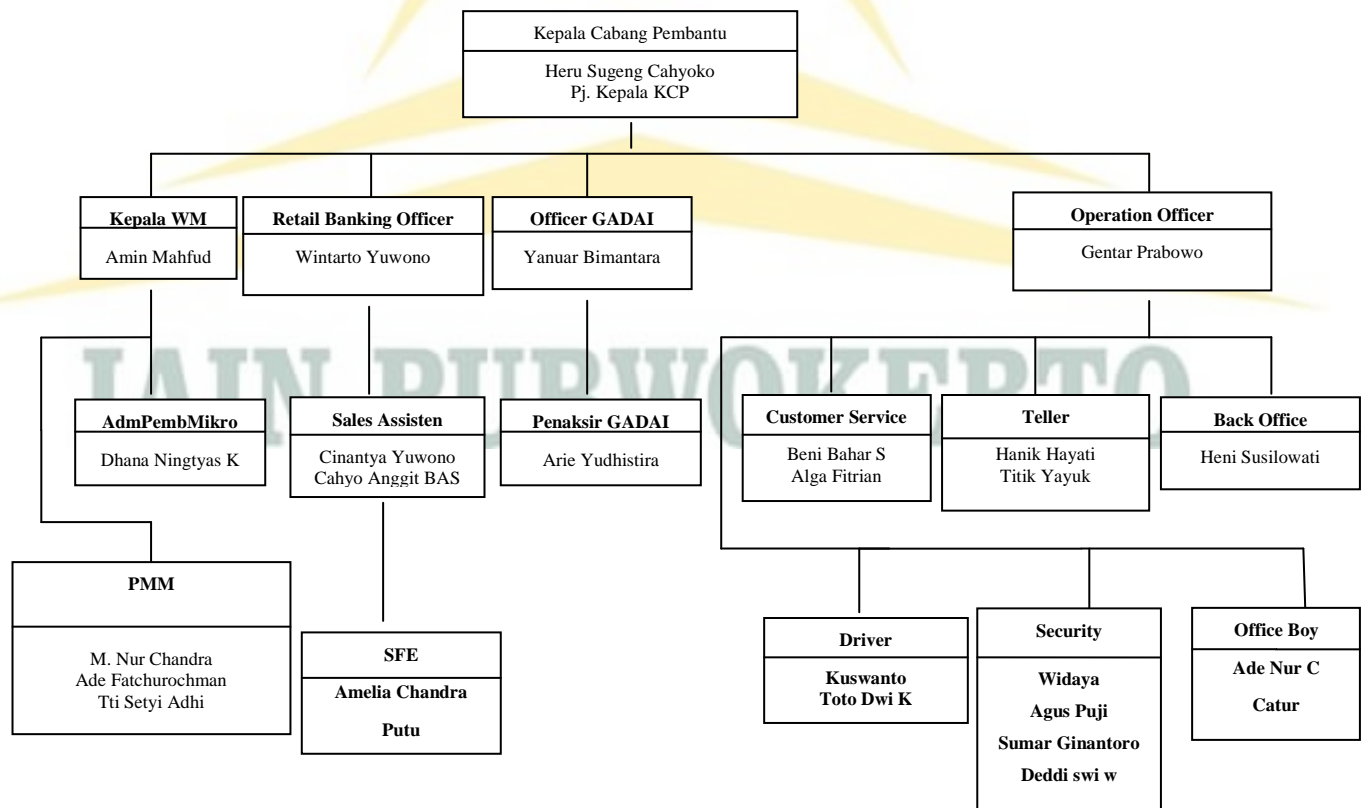 Kepala Cabang Pembantu
Heru Sugeng Cahyoko
Pj. Kepala KCP
Kepala WM
Amin Mahfud
Retail Banking Officer
Wintarto Yuwono
Officer GADAI
Yanuar Bimantara
Operation Officer
Gentar Prabowo
IAIN PURWOKERTO
AdmPembMikro
Dhana Ningtyas K
Sales Assisten
Cinantya Yuwono
Cahyo Anggit BAS
Penaksir GADAI
Arie Yudhistira
Customer Service
Beni Bahar S
Alga Fitrian
Teller
Hanik Hayati
Titik Yayuk
Back Office
Heni Susilowati
PMM
M. Nur Chandra
Ade Fatchurochman
Tti Setyi Adhi
SFE
Amelia Chandra
Putu
Driver
Kuswanto
Toto Dwi K
Security
Widaya
Agus Puji
Sumar Ginantoro
Deddi swi w
Office Boy
Ade Nur C
Catur